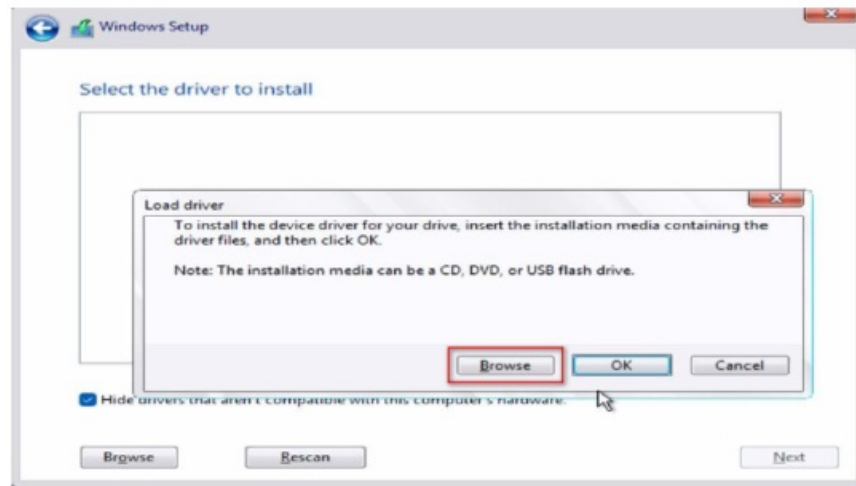 Windows Setup
Select the driver to install
Load driver
To install the device driver for your drive, insert the installation media containing the
driver files, and then click OK.
Note: The installation media can be a CD, DVD, or USB flash drive.
Browse
OK
Cancel
Hide drivers that aren't compatible with this computer's hardware.
Browse
Rescan
Next